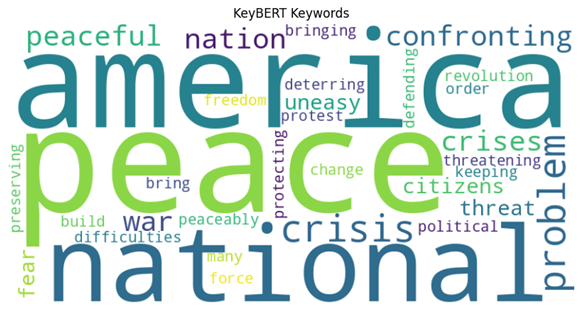 KeyBERT Keywords
peaceful
nation
bringing
confronting
america
deterring
revolution
freedom
uneasy
defending
order
protest
peace
crises
preserving
protecting
threatening
change
keeping
bring
citizens
problem
build
war
peaceably
crisis
threat
political
difficulties
fear
many
national
force